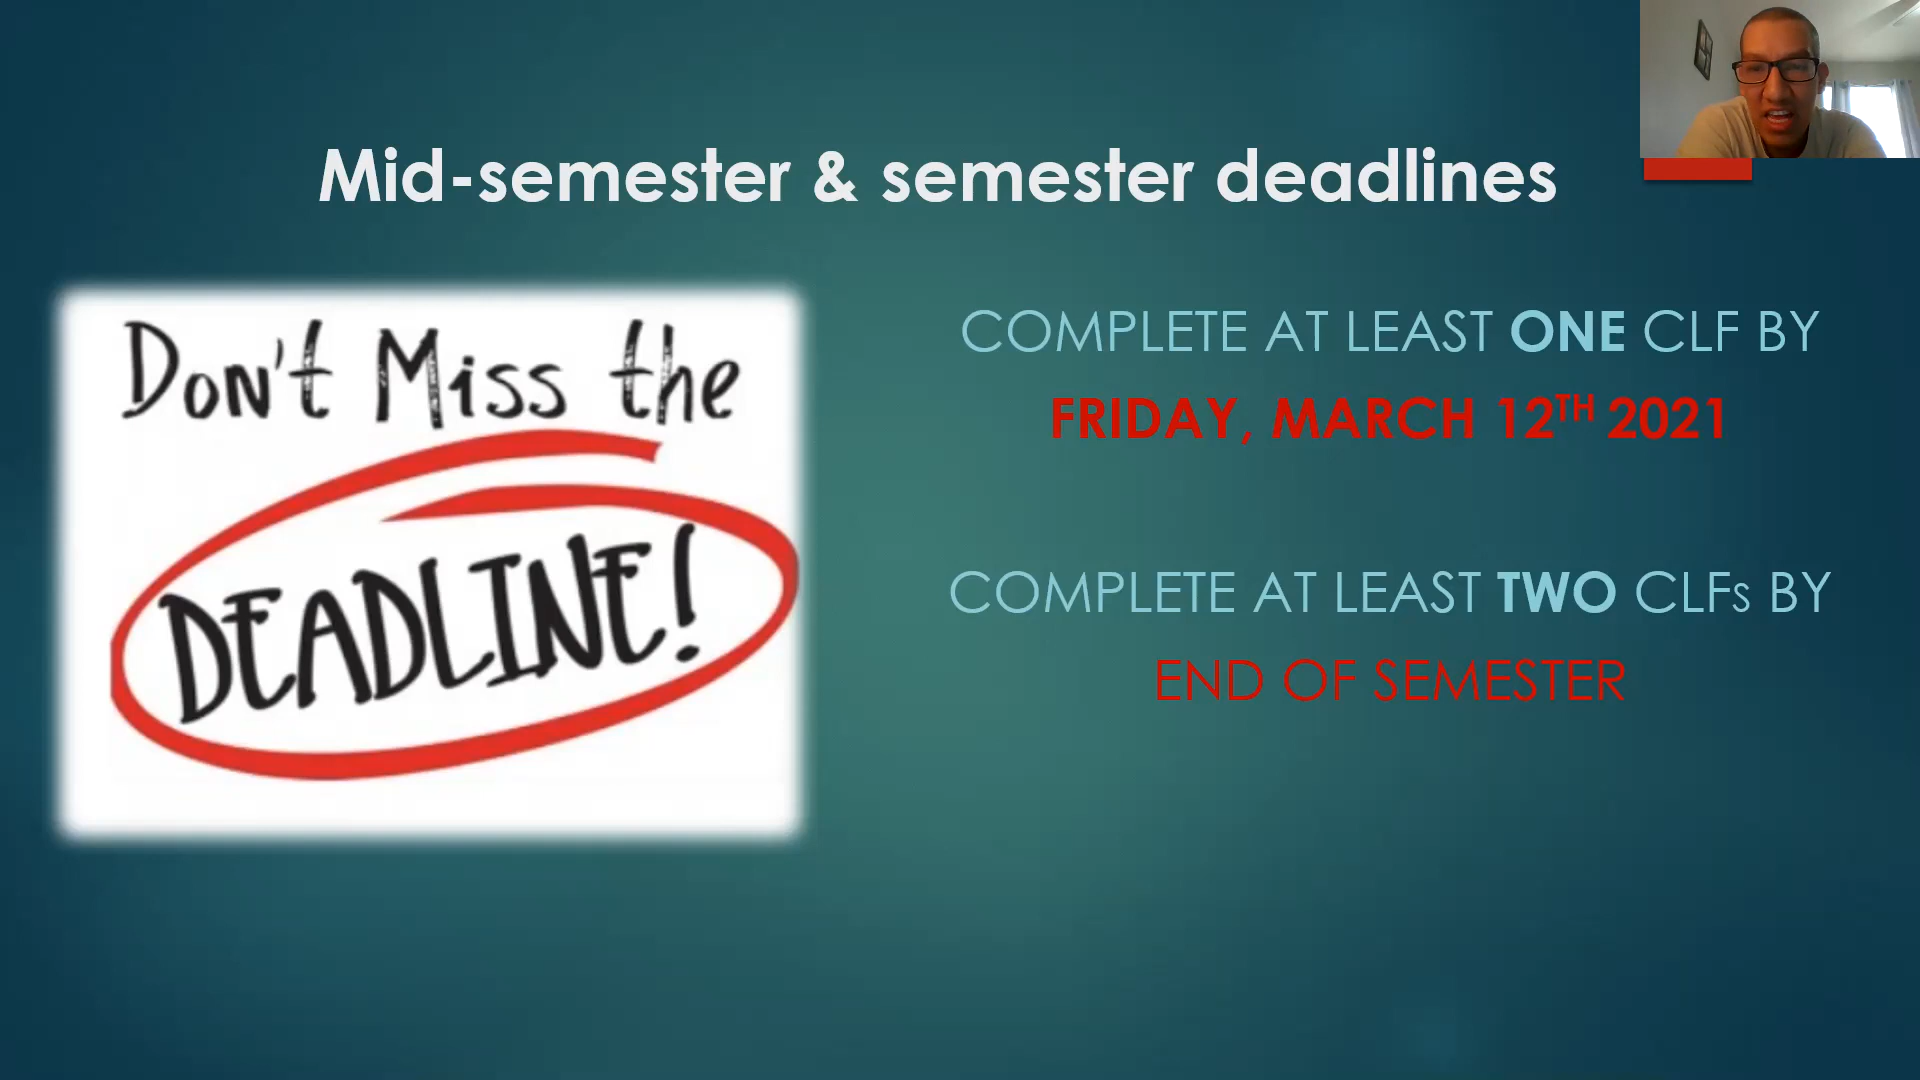 Mid-semester & semester deadlines
Don't Miss the
DEADLINE!
COMPLETE AT LEAST ONE CLF BY
FRIDAY, MARCH 12TH 2021
COMPLETE AT LEAST TWO CLFs BY
END OF SEMESTER